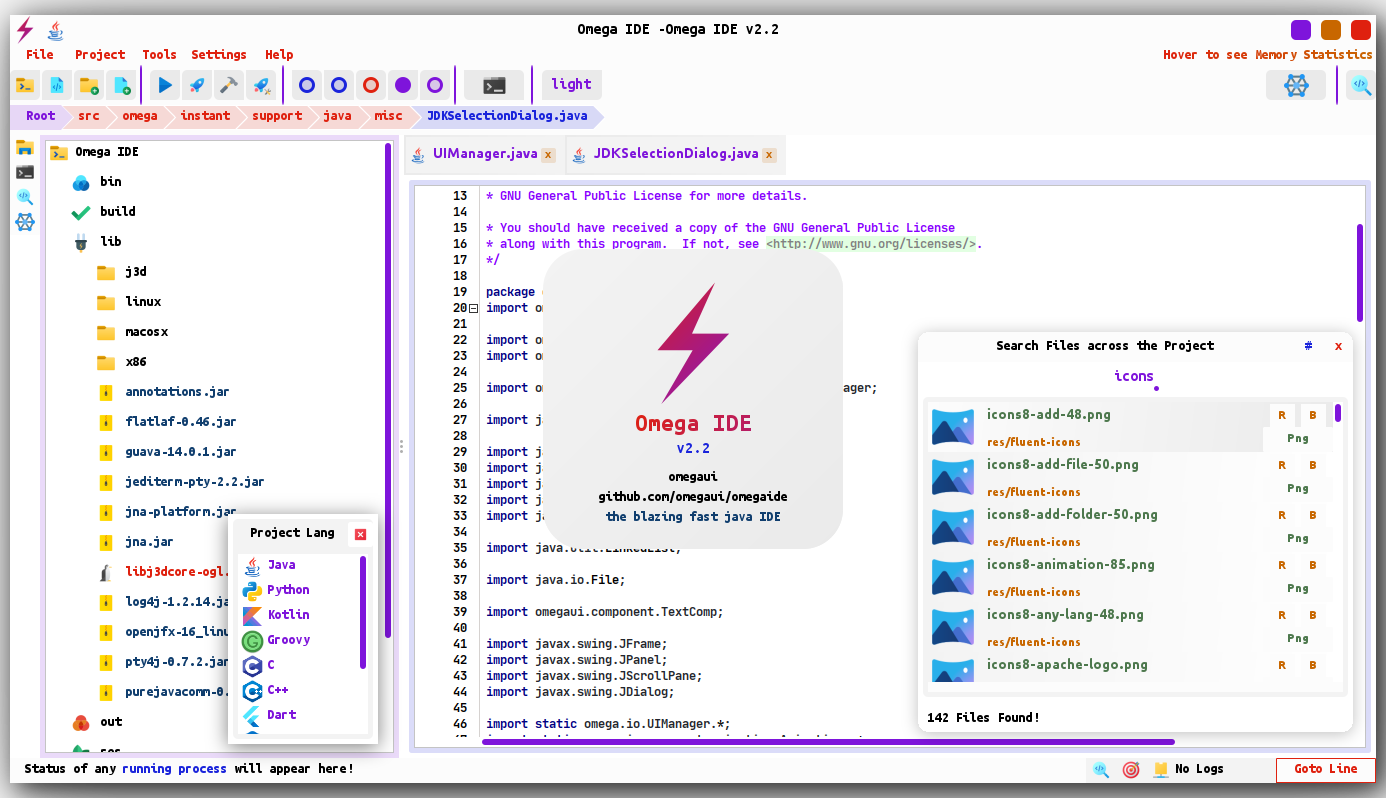 Omega IDE -Omega IDE v2.2
File Project Tools Settings Help
Hover to see Memory Statistics
light
Root src omega instant support java misc JDKSelectionDialog.java
Omega IDE
bin
build
lib
j3d
linux
macosx
x86
annotations.jar
flatlaf-0.46.jar
guava-14.0.1.jar
jediterm-pty-2.2.jar
jna-platform.jar
jna.jar
libj3dcore-ogl.
log4j-1.2.14.ja
openjfx-16_linu
pty4j-0.7.2.jar
purejavacomm-0.
out
Project Lang
Java
Python
Kotlin
Groovy
C
C++
Dart
UIManager.java x
JDKSelectionDialog.java x
13 * GNU General Public License for more details.
14
15 * You should have received a copy of the GNU General Public License
16 * along with this program.  If not, see <http://www.gnu.org/licenses/>.
17 */
18
19 package
20 import
21
22 import
23 import
24
25 import ager;
26
27 import
28
29 import
30 import
31 import
32 import
33 import
34
35 import java.util.LinkedList;
36
37 import java.io.File;
38
39 import omegaui.component.TextComp;
40
41 import javax.swing.JFrame;
42 import javax.swing.JPanel;
43 import javax.swing.JScrollPane;
44 import javax.swing.JDialog;
45
46 import static omega.io.UIManager.*;
Omega IDE
v2.2
omegaui
github.com/omegaui/omegaide
the blazing fast java IDE
Search Files across the Project # x
icons
icons8-add-48.png R B
res/fluent-icons Png
icons8-add-file-50.png R B
res/fluent-icons Png
icons8-add-folder-50.png R B
res/fluent-icons Png
icons8-animation-85.png R B
res/fluent-icons Png
icons8-any-lang-48.png R B
res/fluent-icons Png
icons8-apache-logo.png R B
142 Files Found!
Status of any running process will appear here!
No Logs
Goto Line